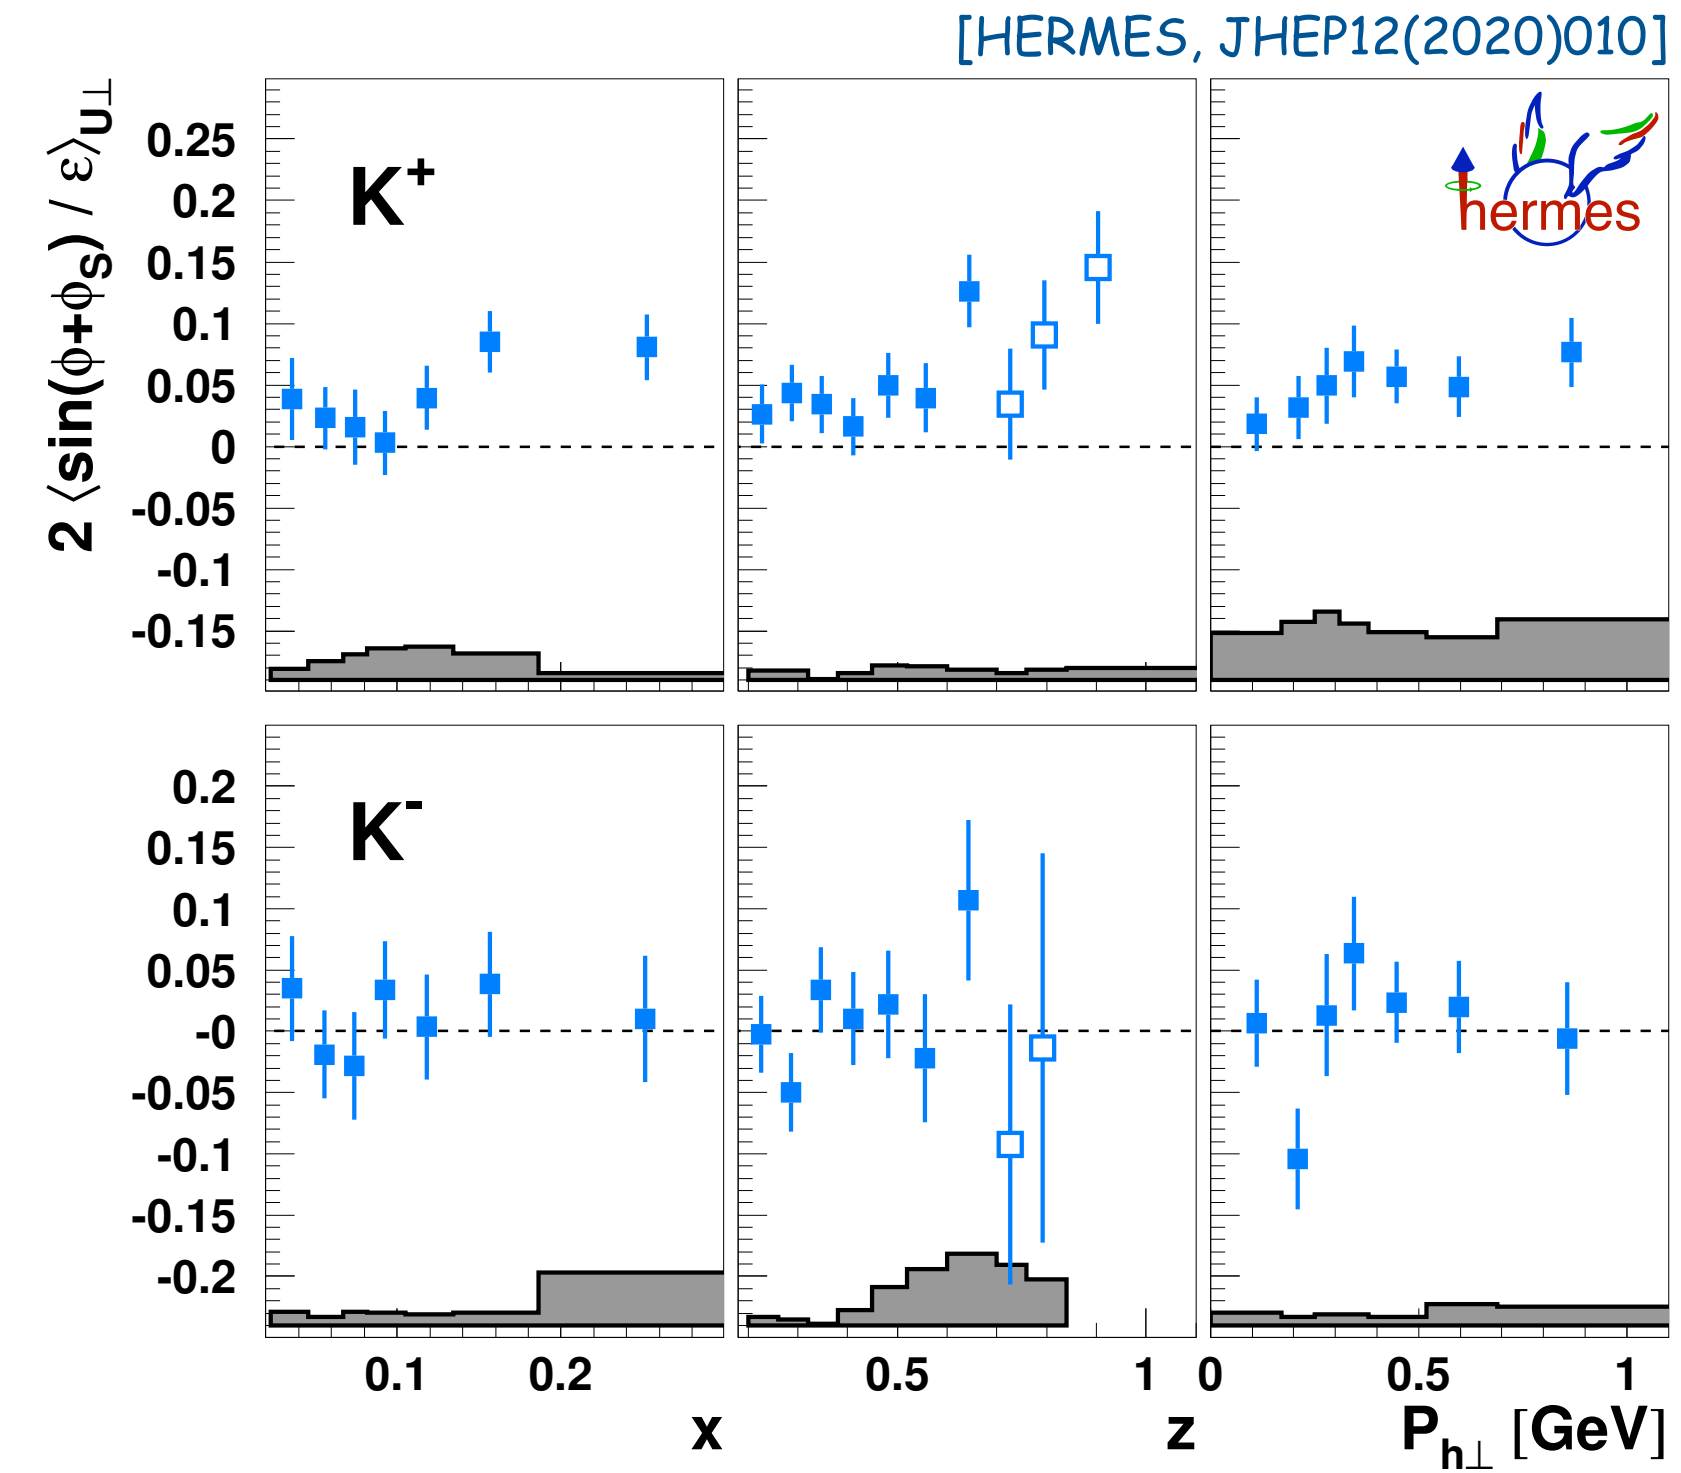 [HERMES, JHEP12(2020)010]
2 ⟨sin(ϕ+ϕS) / ε⟩U⊥
0.25
0.2
0.15
0.1
0.05
0
-0.05
-0.1
-0.15
K+
hermes
0.2
0.15
0.1
0.05
-0
-0.05
-0.1
-0.15
-0.2
K-
0.1 0.2 0.5 1 0 0.5 1
x z Ph⊥ [GeV]